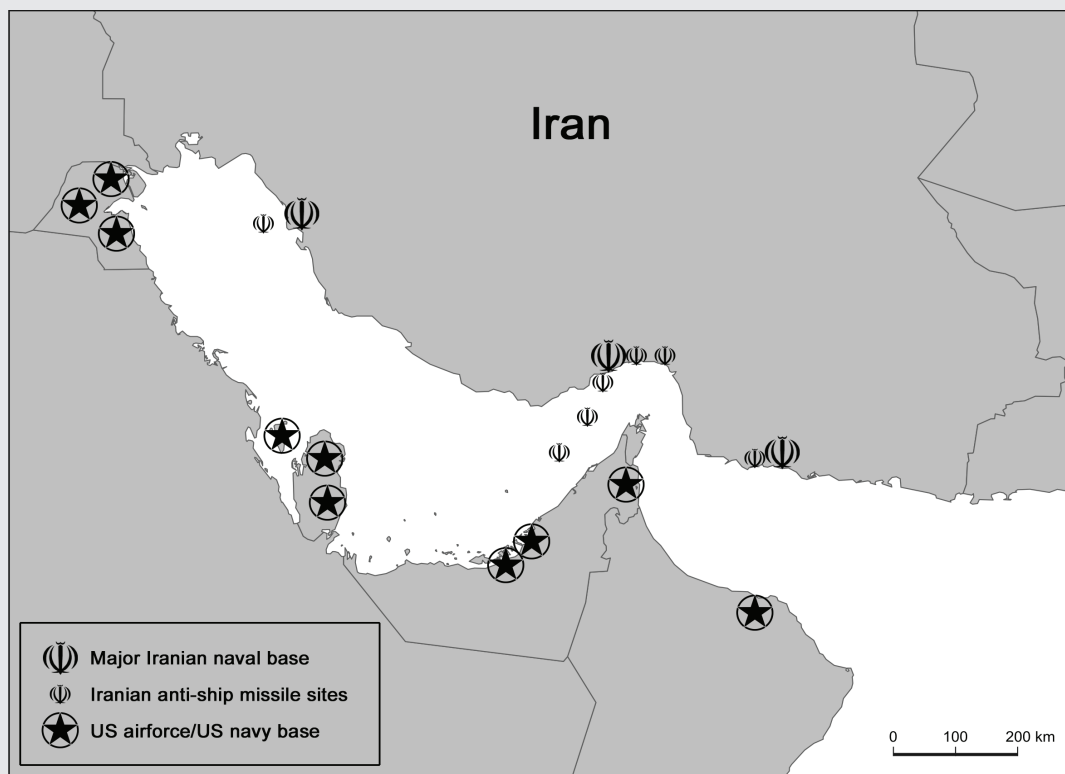 Iran
Major Iranian naval base
Iranian anti-ship missile sites
US airforce/US navy base
0 100 200 km